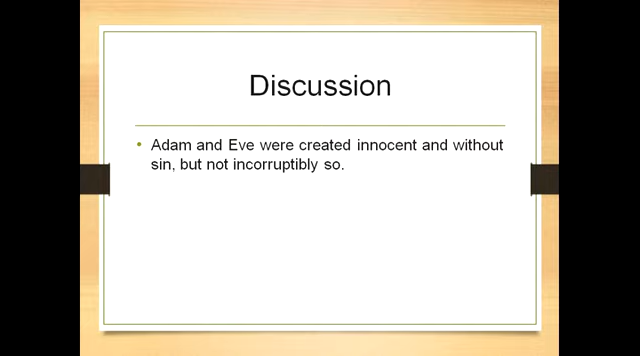 Discussion
• Adam and Eve were created innocent and without
sin, but not incorruptibly so.